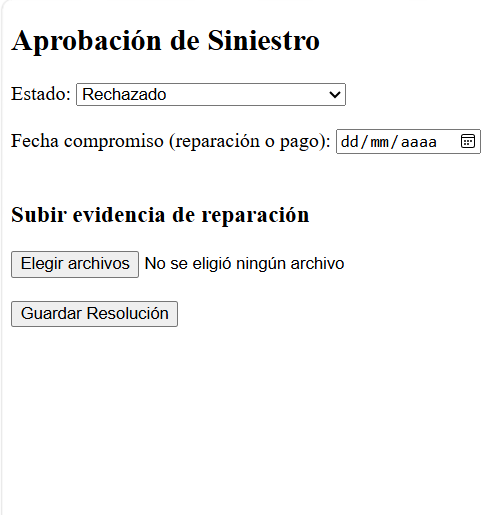 Aprobación de Siniestro
Estado: Rechazado
Fecha compromiso (reparación o pago): dd/mm/aaaa
Subir evidencia de reparación
Elegir archivos No se eligió ningún archivo
Guardar Resolución